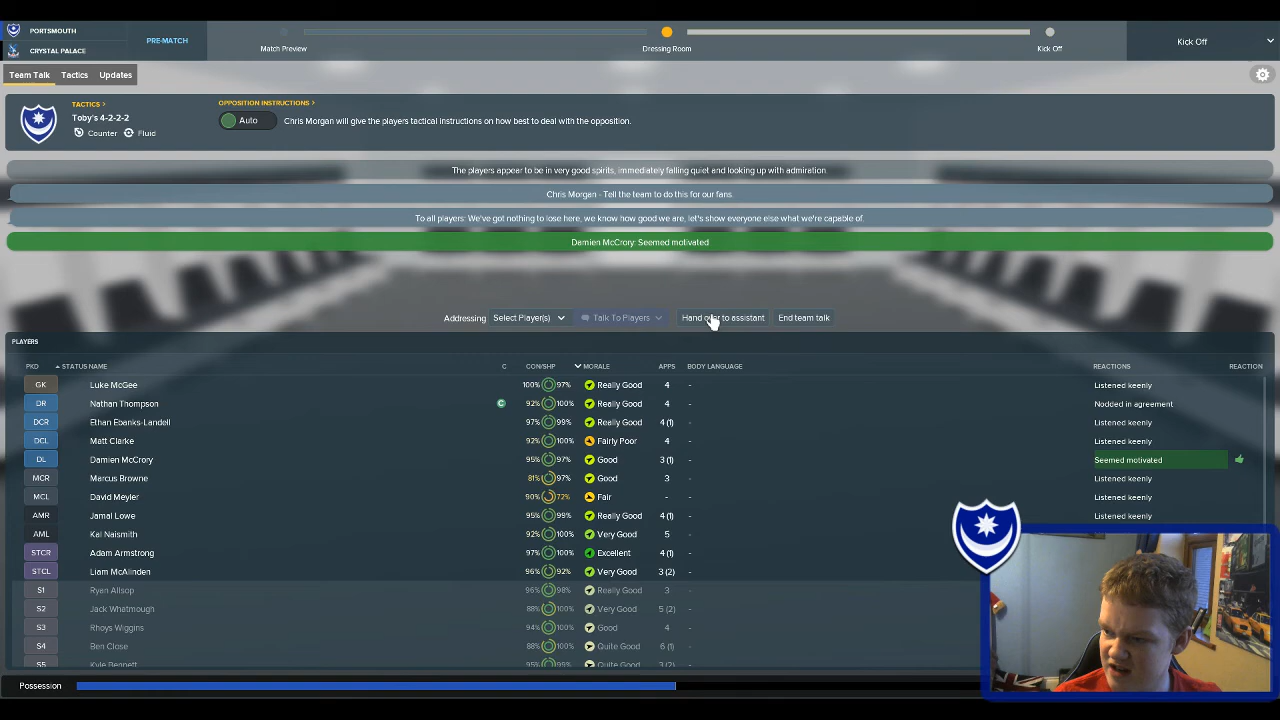 PORTSMOUTH
CRYSTAL PALACE
PRE-MATCH
Match Preview
Dressing Room
Kick Off
Kick Off
Team Talk Tactics Updates
TACTICS >
Toby's 4-2-2-2
Counter Fluid
OPPOSITION INSTRUCTIONS >
Auto
Chris Morgan will give the players tactical instructions on how best to deal with the opposition.
The players appear to be in very good spirits, immediately falling quiet and looking up with admiration.
Chris Morgan - Tell the team to do this for our fans.
To all players: We've got nothing to lose here, we know how good we are, let's show everyone else what we're capable of.
Damien McCrory: Seemed motivated
Addressing Select Player(s) Talk To Players Hand over to assistant End team talk
PLAYERS
PKD STATUS NAME C CON/SHP MORALE APPS BODY LANGUAGE REACTIONS REACTION
GK Luke McGee 100% 97% Really Good 4 - Listened keenly
DR Nathan Thompson C 92% 100% Really Good 4 - Nodded in agreement
DCR Ethan Ebanks-Landell 97% 99% Really Good 4 (1) - Listened keenly
DCL Matt Clarke 92% 100% Fairly Poor 4 - Listened keenly
DL Damien McCrory 95% 97% Good 3 (1) - Seemed motivated
MCR Marcus Browne 81% 97% Good 3 - Listened keenly
MCL David Meyler 90% 72% Fair - - Listened keenly
AMR Jamal Lowe 95% 99% Really Good 4 (1) - Listened keenly
AML Kal Naismith 92% 100% Very Good 5 -
STCR Adam Armstrong 97% 100% Excellent 4 (1) -
STCL Liam McAlinden 96% 92% Very Good 3 (2) -
S1 Ryan Allsop 96% 98% Really Good 3 -
S2 Jack Whatmough 88% 100% Very Good 5 (2) -
S3 Rhoys Wiggins 94% 100% Good 4 -
S4 Ben Close 88% 100% Quite Good 6 (1) -
S5 Kyle Bennett 95% 99% Quite Good 3 (2) -
Possession